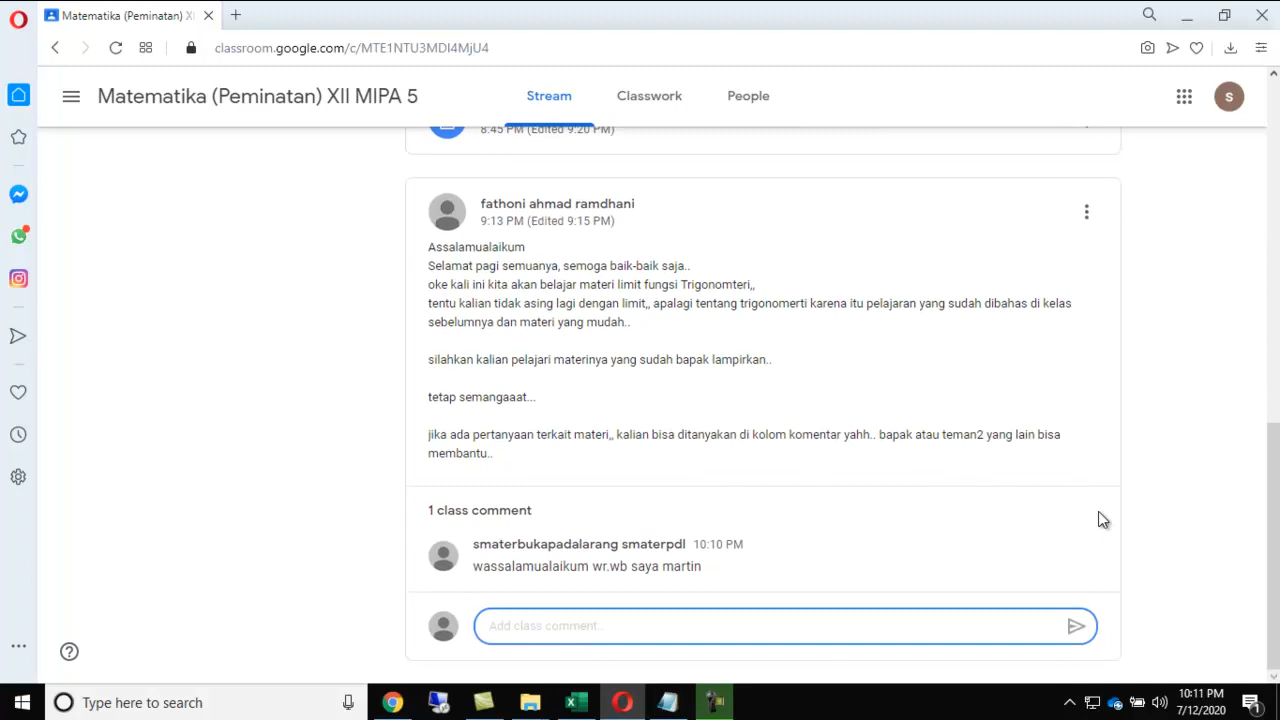 Matematika (Peminatan) XI
classroom.google.com/c/MTE1NTU3MDI4MjU4
Matematika (Peminatan) XII MIPA 5
Stream
Classwork
People
S
8:45 PM (Edited 9:20 PM)
fathoni ahmad ramdhani
9:13 PM (Edited 9:15 PM)
Assalamualaikum
Selamat pagi semuanya, semoga baik-baik saja..
oke kali ini kita akan belajar materi limit fungsi Trigonomteri,,
tentu kalian tidak asing lagi dengan limit,, apalagi tentang trigonomerti karena itu pelajaran yang sudah dibahas di kelas
sebelumnya dan materi yang mudah..
silahkan kalian pelajari materinya yang sudah bapak lampirkan..
tetap semangaaat...
jika ada pertanyaan terkait materi,, kalian bisa ditanyakan di kolom komentar yahh.. bapak atau teman2 yang lain bisa
membantu..
1 class comment
smaterbukapadalarang smaterpdl 10:10 PM
wassalamualaikum wr.wb saya martin
Add class comment..
Type here to search
10:11 PM
7/12/2020
1